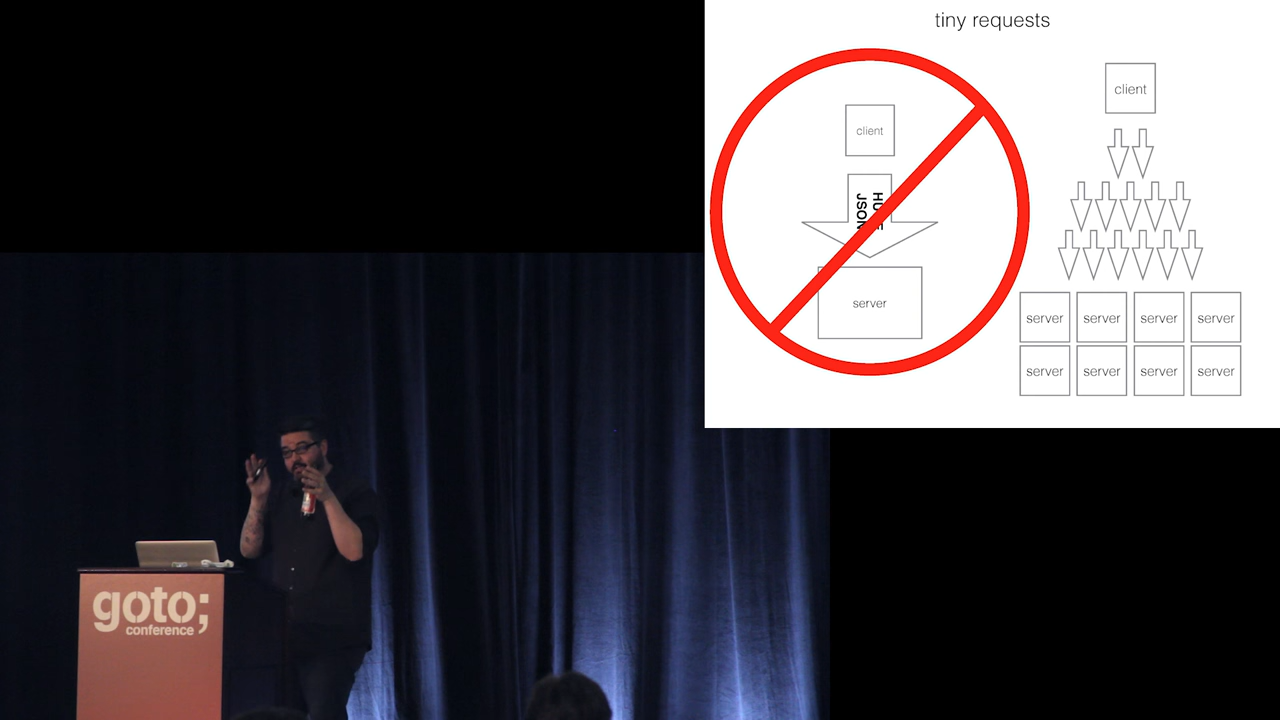 tiny requests
client
HUGE
JSON
server
client
server server server server
server server server server
goto;
conference